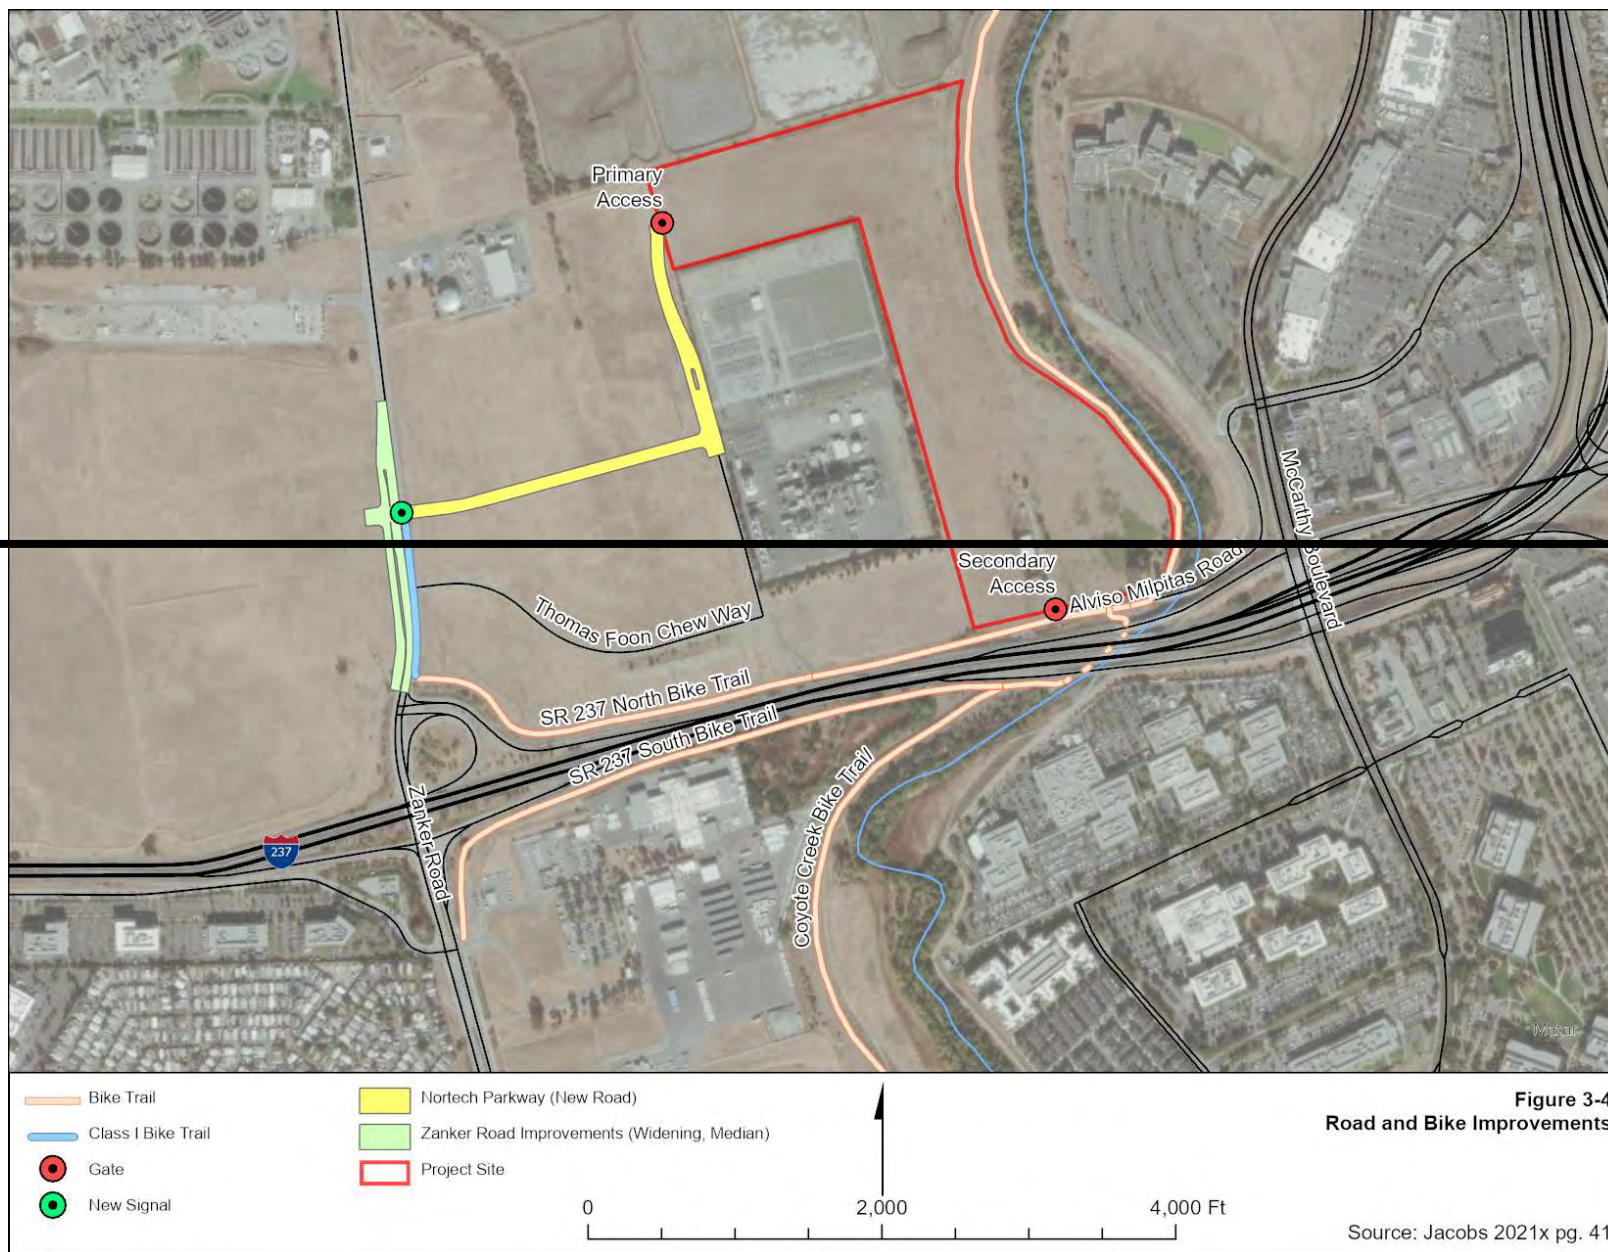 Primary
Access
Secondary
Access
Alviso Milpitas Road
McCarthy Boulevard
Thomas Foon Chew Way
SR 237 North Bike Trail
SR 237 South Bike Trail
Coyote Creek Bike Trail
Zanker Road
237
Maxar
Bike Trail
Class I Bike Trail
Gate
New Signal
Nortech Parkway (New Road)
Zanker Road Improvements (Widening, Median)
Project Site
0 2,000 4,000 Ft
Figure 3-4
Road and Bike Improvements
Source: Jacobs 2021x pg. 41